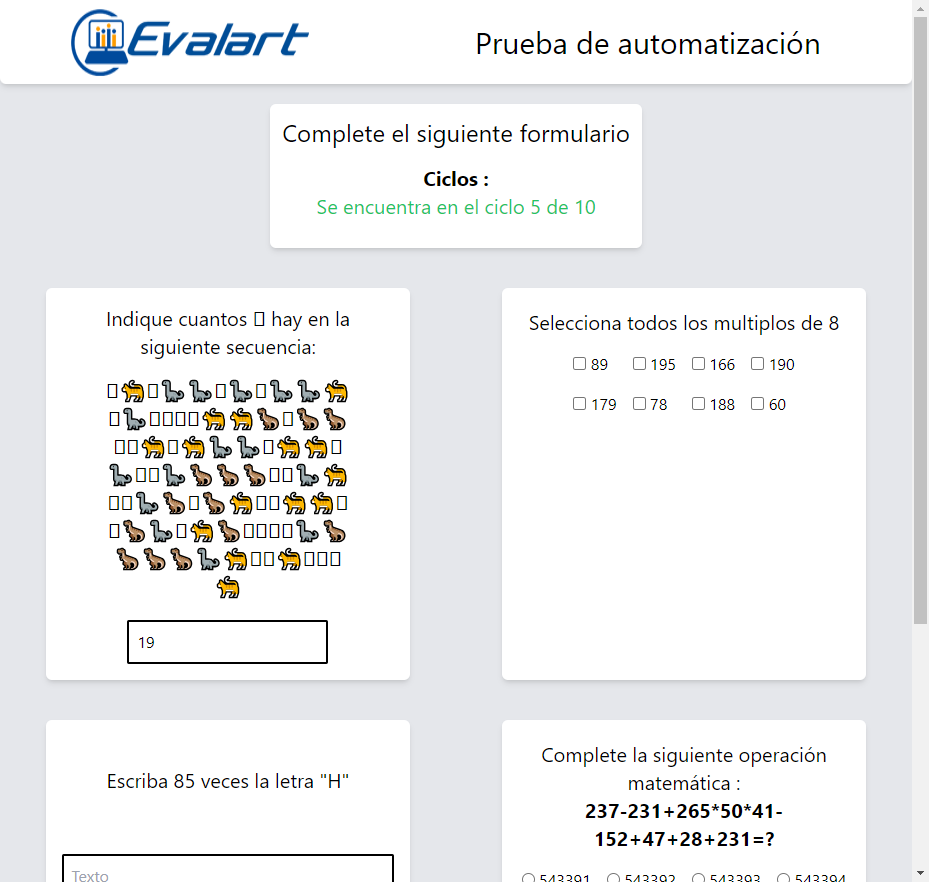 Evalart
Prueba de automatización
Complete el siguiente formulario
Ciclos :
Se encuentra en el ciclo 5 de 10
Indique cuantos ▯ hay en la
siguiente secuencia:
19
Selecciona todos los multiplos de 8
89 195 166 190
179 78 188 60
Escriba 85 veces la letra "H"
Texto
Complete la siguiente operación
matemática :
237-231+265*50*41-
152+47+28+231=?
543391 543392 543393 543394